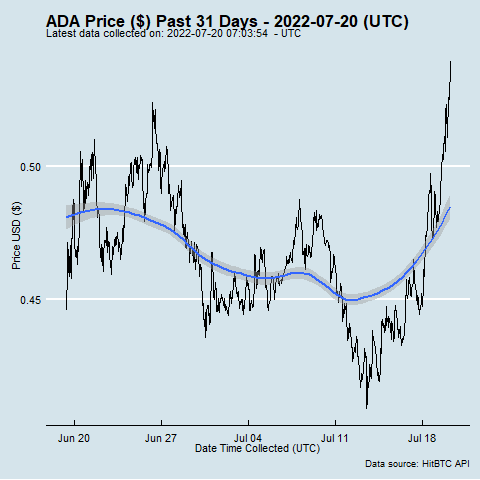 ADA Price ($) Past 31 Days - 2022-07-20 (UTC)
Latest data collected on: 2022-07-20 07:03:54 - UTC
Price USD ($)
0.50
0.45
Jun 20 Jun 27 Jul 04 Jul 11 Jul 18
Date Time Collected (UTC)
Data source: HitBTC API